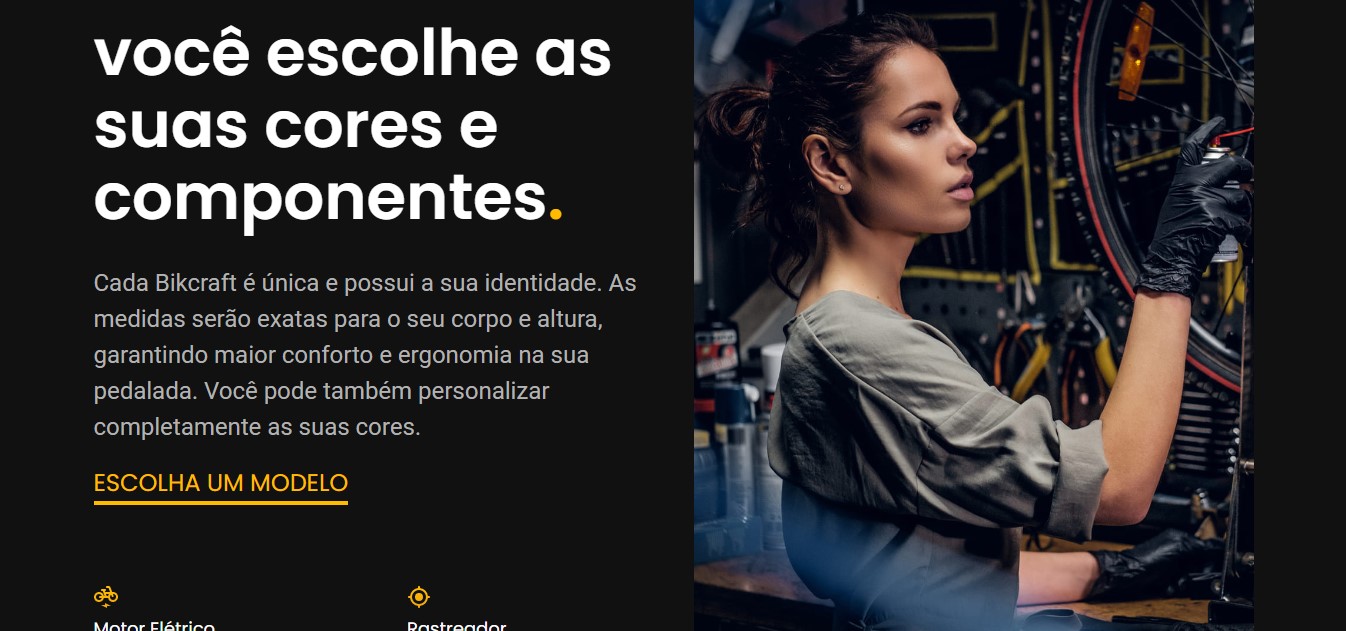 você escolhe as
suas cores e
componentes.
Cada Bikcraft é única e possui a sua identidade. As
medidas serão exatas para o seu corpo e altura,
garantindo maior conforto e ergonomia na sua
pedalada. Você pode também personalizar
completamente as suas cores.
ESCOLHA UM MODELO
Motor Elétrico
Rastreador